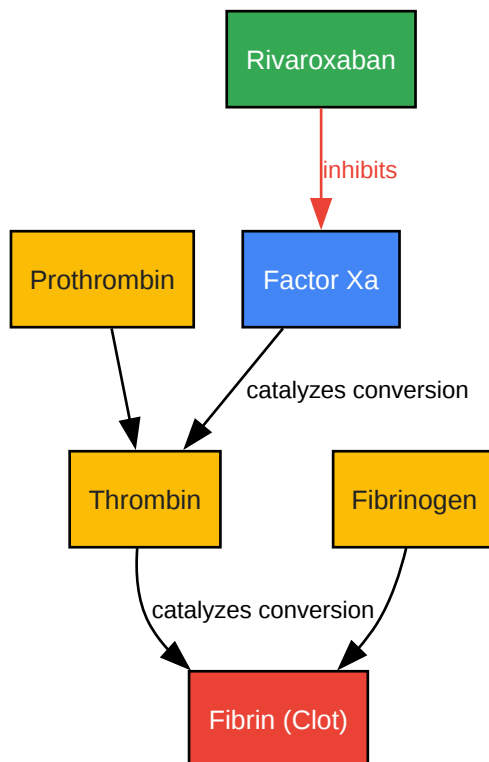 Rivaroxaban
inhibits
Prothrombin
Factor Xa
catalyzes conversion
Thrombin
Fibrinogen
catalyzes conversion
Fibrin (Clot)